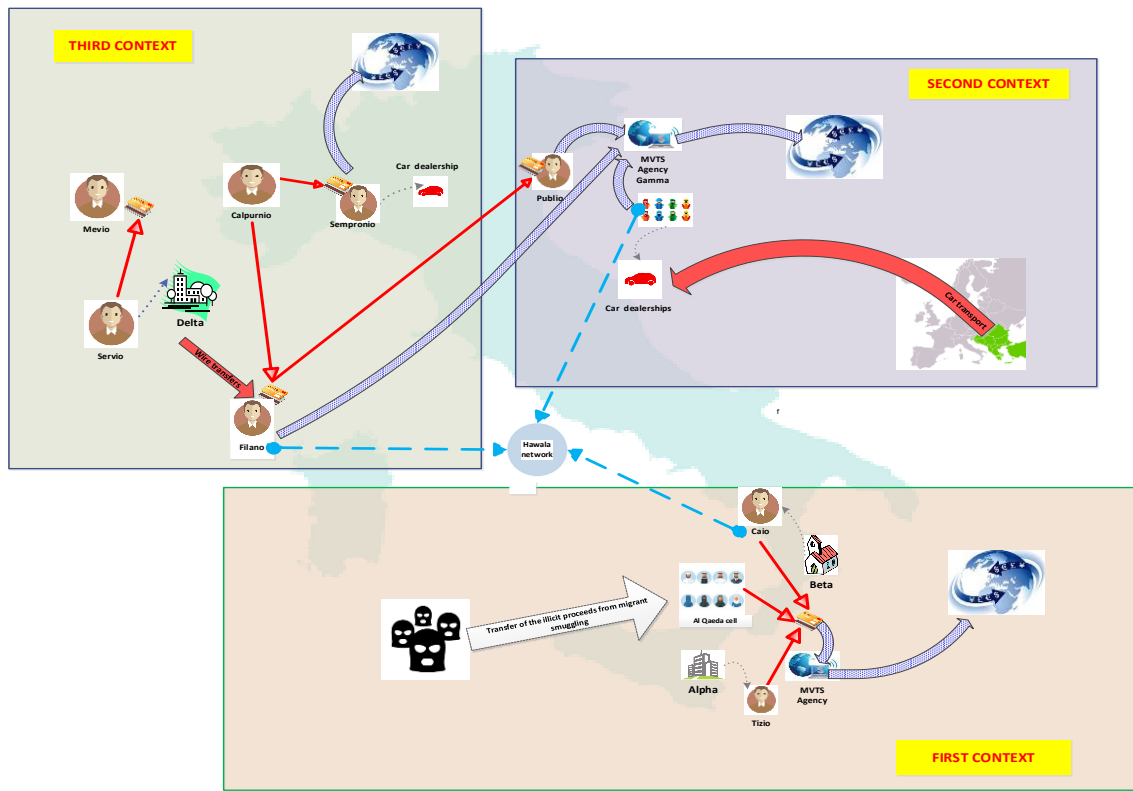 THIRD CONTEXT
SECOND CONTEXT
MVTS
Agency
Gamma
Car dealership
Calpurnio
Sempronio
Publio
Mevio
Car dealerships
Car transport
Delta
Servio
Wire transfers
Filano
f
Hawala
network
Caio
Beta
Transfer of the illicit proceeds from migrant
smuggling
Al Qaeda cell
Alpha
MVTS
Agency
Tizio
FIRST CONTEXT